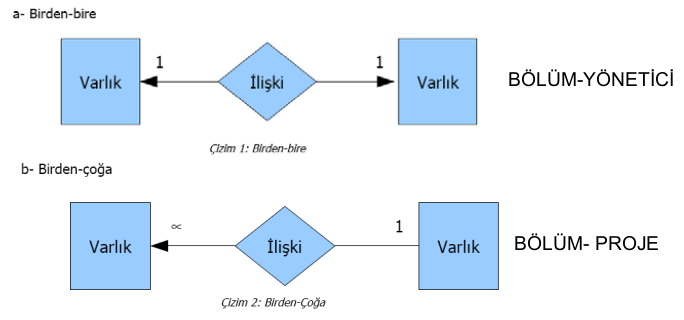 a- Birden-bire
1
1
Varlık
İlişki
Varlık
BÖLÜM-YÖNETİCİ
Çizim 1: Birden-bire
b- Birden-çoğa
∝
1
Varlık
İlişki
Varlık
BÖLÜM- PROJE
Çizim 2: Birden-Çoğa